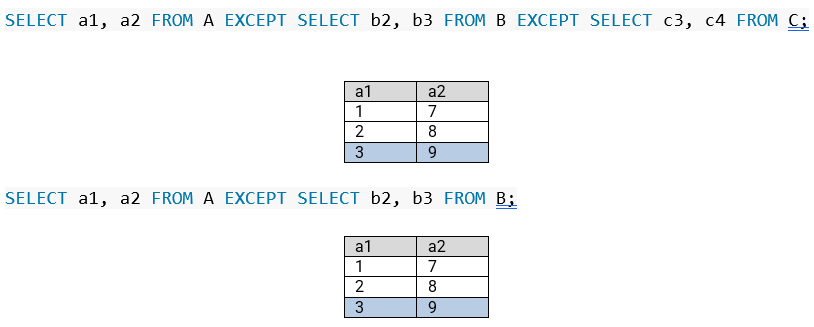 SELECT a1, a2 FROM A EXCEPT SELECT b2, b3 FROM B EXCEPT SELECT c3, c4 FROM C;
a1 a2
1 7
2 8
3 9
SELECT a1, a2 FROM A EXCEPT SELECT b2, b3 FROM B;
a1 a2
1 7
2 8
3 9